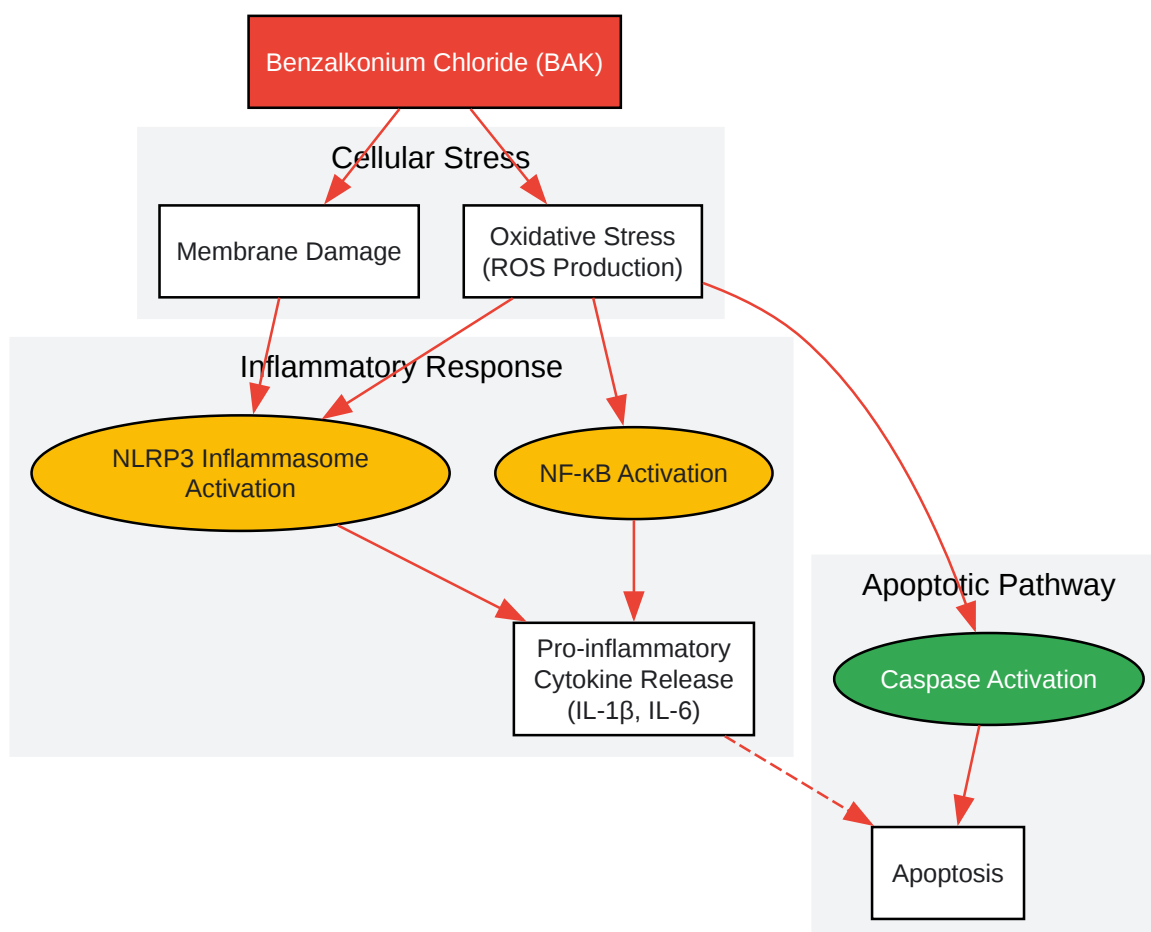 Benzalkonium Chloride (BAK)
Cellular Stress
Membrane Damage
Oxidative Stress
(ROS Production)
Inflammatory Response
NLRP3 Inflammasome
Activation
NF-κB Activation
Pro-inflammatory
Cytokine Release
(IL-1β, IL-6)
Apoptotic Pathway
Caspase Activation
Apoptosis